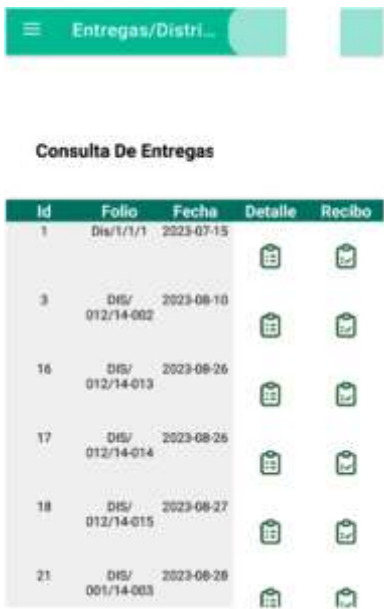 Entregas/Distri...
Consulta De Entregas
Id Folio Fecha Detalle Recibo
1 Dis/1/1/1 2023-07-15
3 DIS/ 2023-08-10
012/14-002
16 DIS/ 2023-08-26
012/14-013
17 DIS/ 2023-08-26
012/14-014
18 DIS/ 2023-08-27
012/14-015
21 DIS/ 2023-08-28
001/14-003